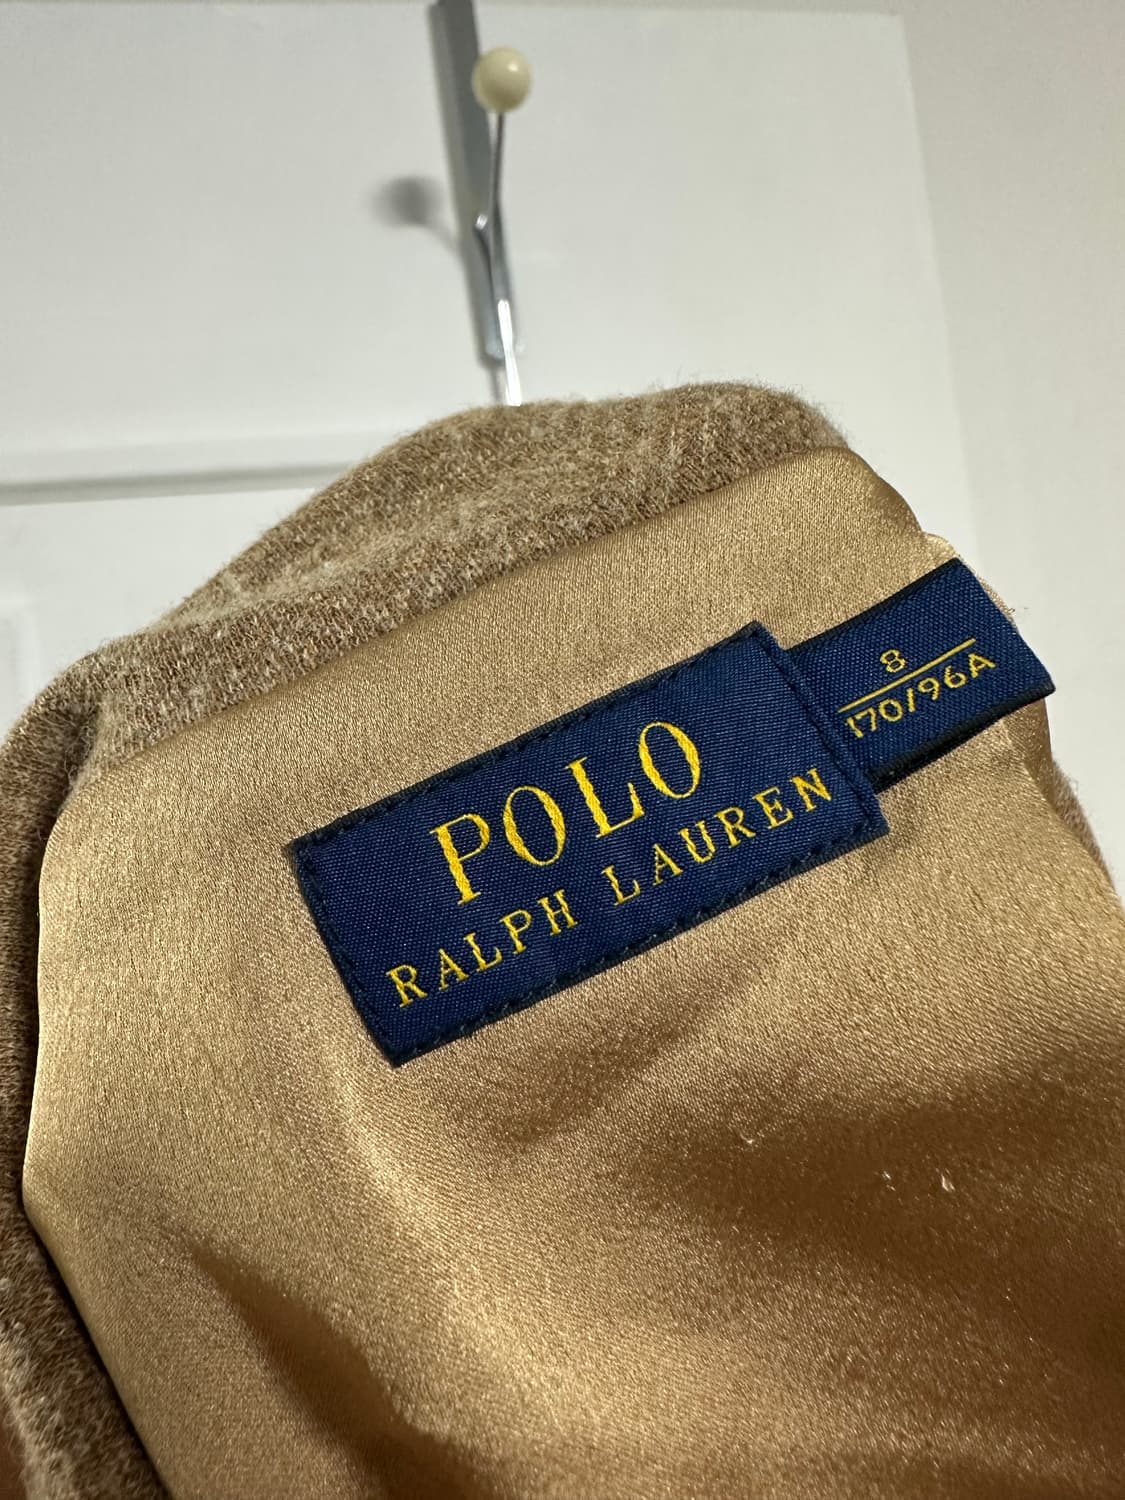 POLO
RALPH LAUREN
8
170/96A